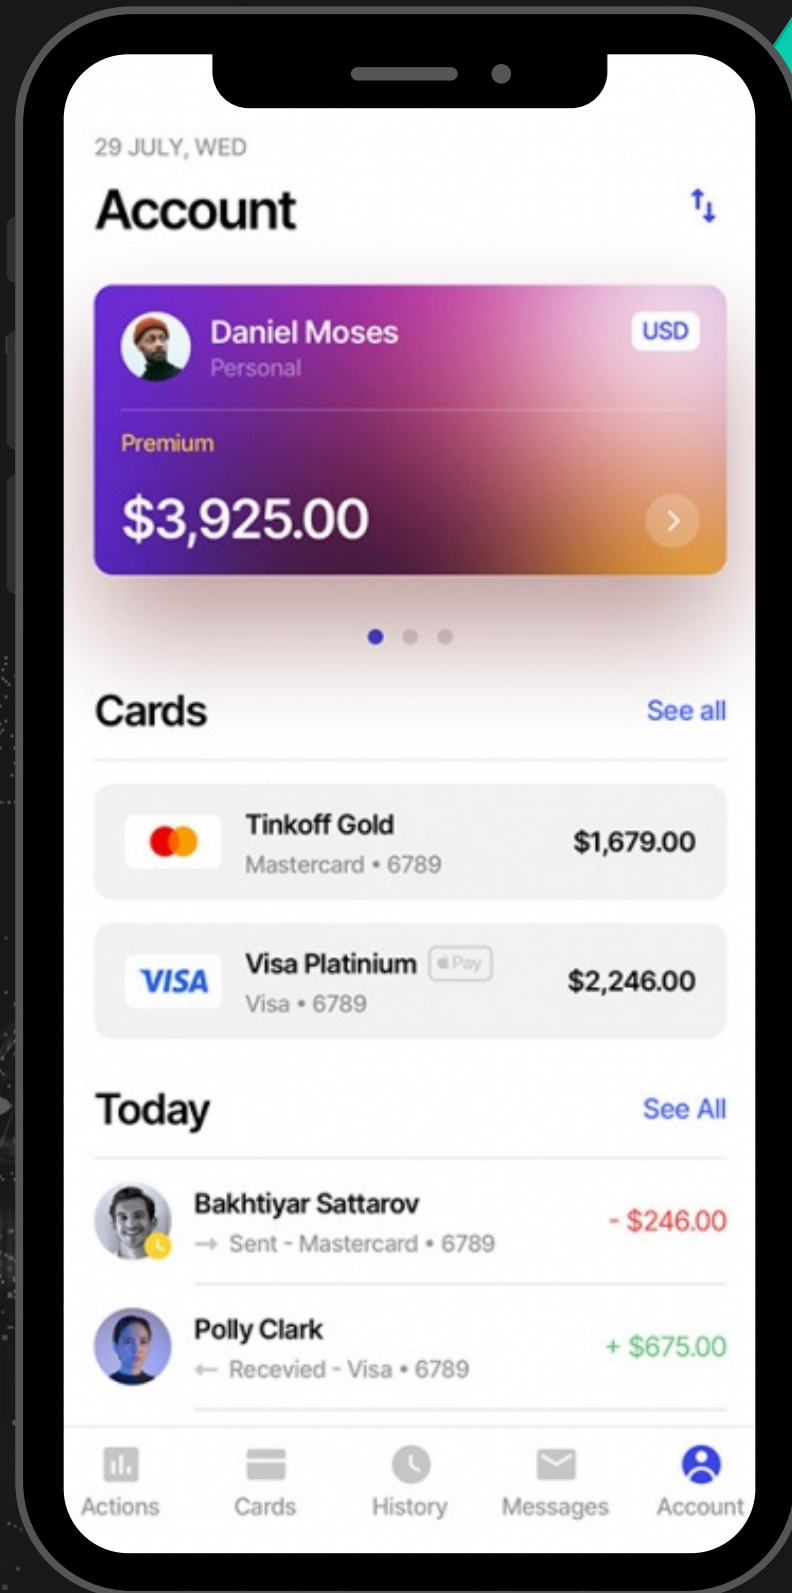 29 JULY, WED
Account
Daniel Moses
USD
Personal
Premium
$3,925.00
Cards
See all
Tinkoff Gold
$1,679.00
Mastercard • 6789
VISA
Visa Platinium
Pay
$2,246.00
Visa • 6789
Today
See All
Bakhtiyar Sattarov
- $246.00
→ Sent - Mastercard • 6789
Polly Clark
+ $675.00
← Recevied - Visa • 6789
Actions
Cards
History
Messages
Account